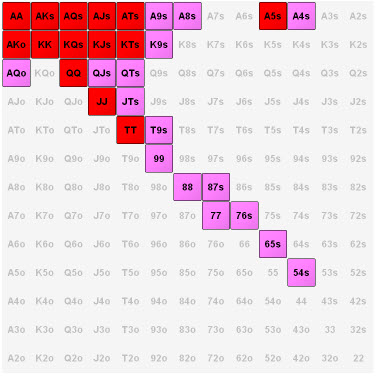 AA AKs AQs AJs ATs A9s A8s A7s A6s A5s A4s A3s A2s
AKo KK KQs KJs KTs K9s K8s K7s K6s K5s K4s K3s K2s
AQo KQo QQ QJs QTs Q9s Q8s Q7s Q6s Q5s Q4s Q3s Q2s
AJo KJo QJo JJ JTs J9s J8s J7s J6s J5s J4s J3s J2s
ATo KTo QTo JTo TT T9s T8s T7s T6s T5s T4s T3s T2s
A9o K9o Q9o J9o T9o 99 98s 97s 96s 95s 94s 93s 92s
A8o K8o Q8o J8o T8o 98o 88 87s 86s 85s 84s 83s 82s
A7o K7o Q7o J7o T7o 97o 87o 77 76s 75s 74s 73s 72s
A6o K6o Q6o J6o T6o 96o 86o 76o 66 65s 64s 63s 62s
A5o K5o Q5o J5o T5o 95o 85o 75o 65o 55 54s 53s 52s
A4o K4o Q4o J4o T4o 94o 84o 74o 64o 54o 44 43s 42s
A3o K3o Q3o J3o T3o 93o 83o 73o 63o 53o 43o 33 32s
A2o K2o Q2o J2o T2o 92o 82o 72o 62o 52o 42o 32o 22